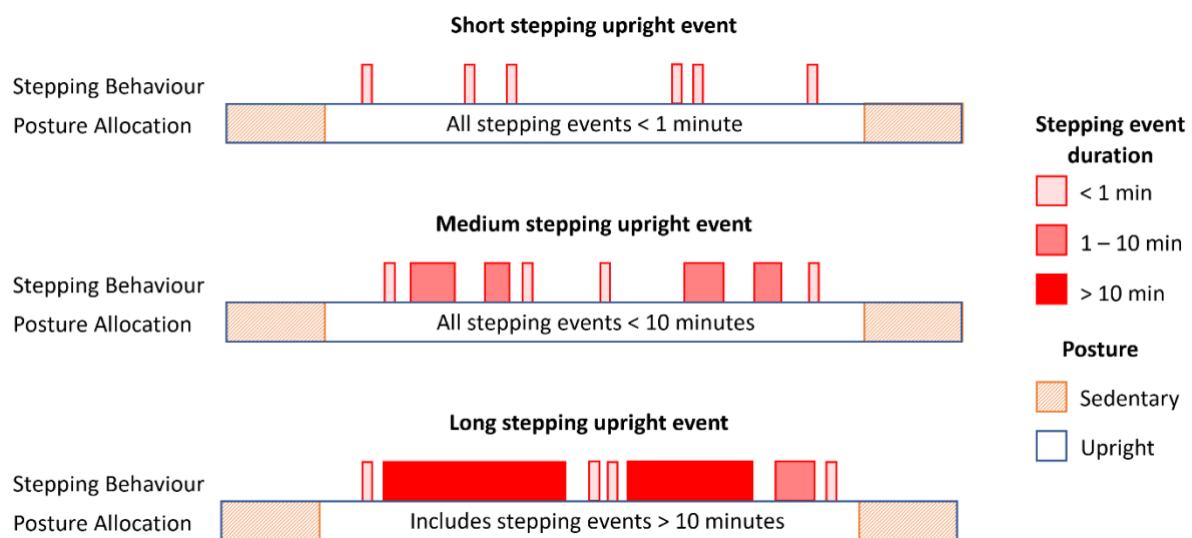 Short stepping upright event
Stepping Behaviour
Posture Allocation
All stepping events < 1 minute
Medium stepping upright event
Stepping Behaviour
Posture Allocation
All stepping events < 10 minutes
Long stepping upright event
Stepping Behaviour
Posture Allocation
Includes stepping events > 10 minutes
Stepping event
duration
< 1 min
1 – 10 min
> 10 min
Posture
Sedentary
Upright